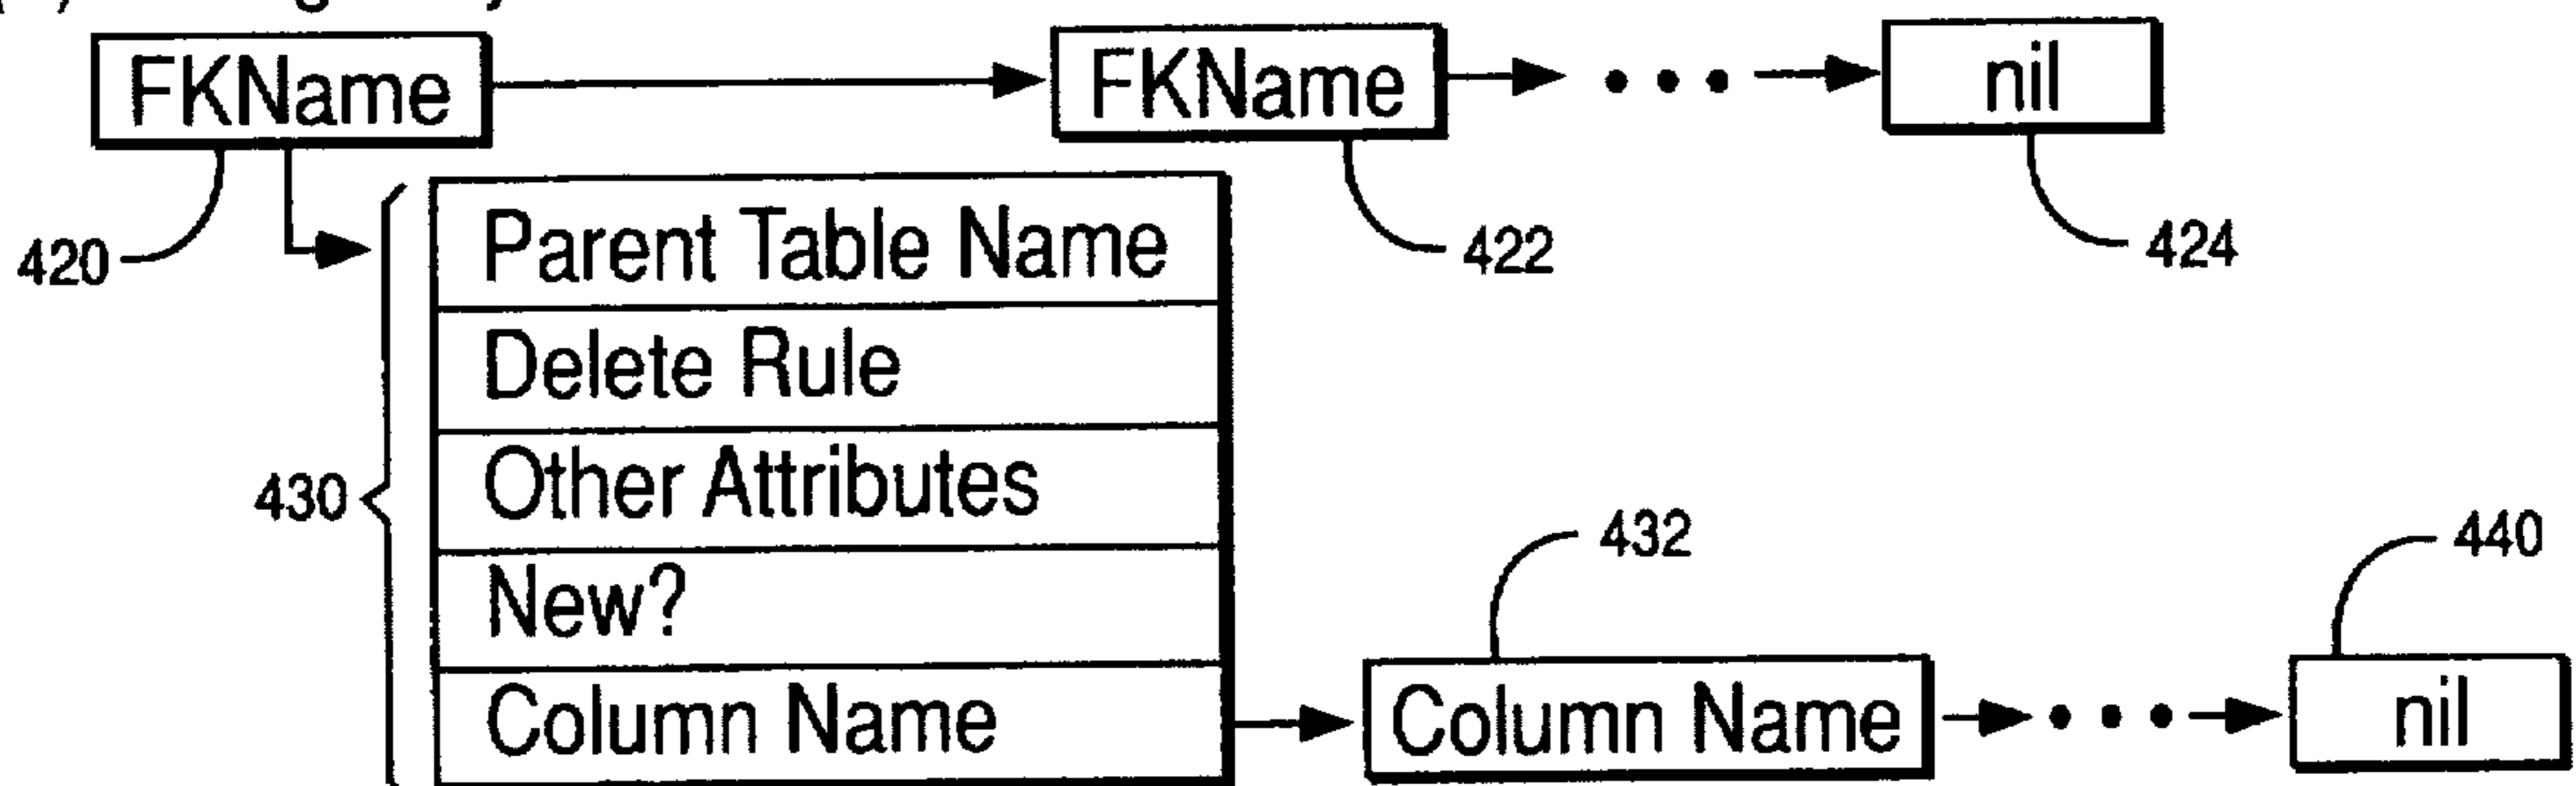 FKName FKName • • • nil
420 422 424
Parent Table Name
Delete Rule
430 Other Attributes
New?
432 440
Column Name Column Name • • • nil